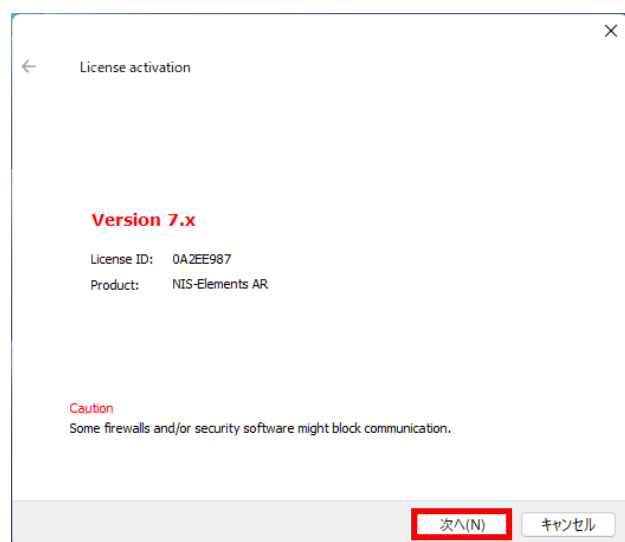 License activation
Version 7.x
License ID: 0A2EE987
Product: NIS-Elements AR
Caution
Some firewalls and/or security software might block communication.
次へ(N) キャンセル